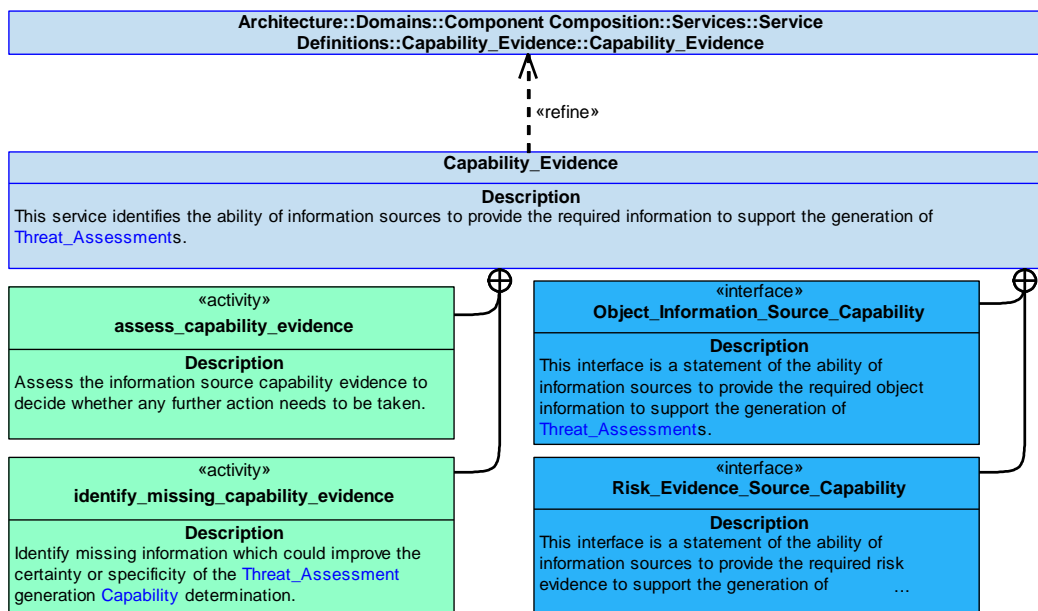 Architecture::Domains::Component Composition::Services::Service
Definitions::Capability_Evidence::Capability_Evidence
«refine»
Capability_Evidence
Description
This service identifies the ability of information sources to provide the required information to support the generation of
Threat_Assessments.
«activity»
assess_capability_evidence
Description
Assess the information source capability evidence to
decide whether any further action needs to be taken.
«interface»
Object_Information_Source_Capability
Description
This interface is a statement of the ability of
information sources to provide the required object
information to support the generation of
Threat_Assessments.
«activity»
identify_missing_capability_evidence
Description
Identify missing information which could improve the
certainty or specificity of the Threat_Assessment
generation Capability determination.
«interface»
Risk_Evidence_Source_Capability
Description
This interface is a statement of the ability of
information sources to provide the required risk
evidence to support the generation of ...